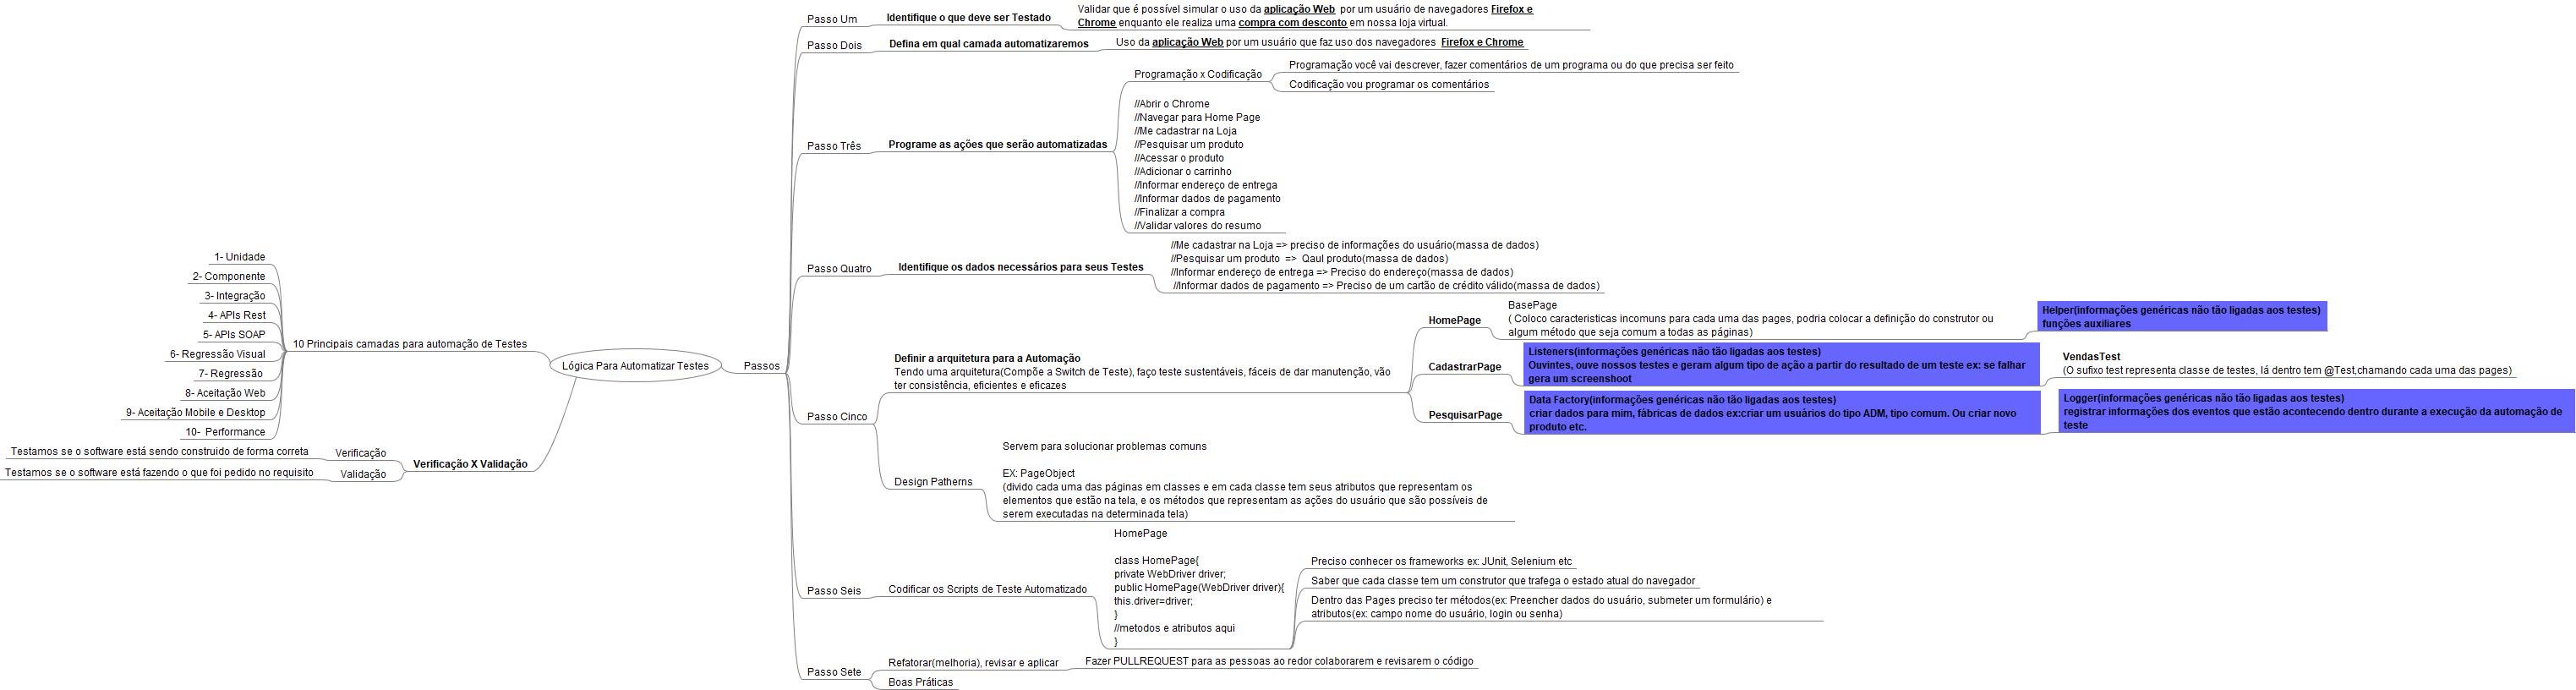 Lógica Para Automatizar Testes
10 Principais camadas para automação de Testes
1- Unidade
2- Componente
3- Integração
4- APIs Rest
5- APIs SOAP
6- Regressão Visual
7- Regressão
8- Aceitação Web
9- Aceitação Mobile e Desktop
10- Performance
Verificação X Validação
Verificação
Testamos se o software está sendo construido de forma correta
Validação
Testamos se o software está fazendo o que foi pedido no requisito
Passos
Passo Um
Identifique o que deve ser Testado
Validar que é possível simular o uso da aplicação Web por um usuário de navegadores Firefox e
Chrome enquanto ele realiza uma compra com desconto em nossa loja virtual.
Passo Dois
Defina em qual camada automatizaremos
Uso da aplicação Web por um usuário que faz uso dos navegadores Firefox e Chrome
Passo Três
Programe as ações que serão automatizadas
Programação x Codificação
Programação você vai descrever, fazer comentários de um programa ou do que precisa ser feito
Codificação vou programar os comentários
//Abrir o Chrome
//Navegar para Home Page
//Me cadastrar na Loja
//Pesquisar um produto
//Acessar o produto
//Adicionar o carrinho
//Informar endereço de entrega
//Informar dados de pagamento
//Finalizar a compra
//Validar valores do resumo
Passo Quatro
Identifique os dados necessários para seus Testes
//Me cadastrar na Loja => preciso de informações do usuário(massa de dados)
//Pesquisar um produto => Qaul produto(massa de dados)
//Informar endereço de entrega => Preciso do endereço(massa de dados)
//Informar dados de pagamento => Preciso de um cartão de crédito válido(massa de dados)
Passo Cinco
Definir a arquitetura para a Automação
Tendo uma arquitetura(Compõe a Switch de Teste), faço teste sustentáveis, fáceis de dar manutenção, vão
ter consistência, eficientes e eficazes
HomePage
BasePage
( Coloco caracteristicas incomuns para cada uma das pages, podria colocar a definição do construtor ou
algum método que seja comum a todas as páginas)
Helper(informações genéricas não tão ligadas aos testes)
funções auxiliares
CadastrarPage
Listeners(informações genéricas não tão ligadas aos testes)
Ouvintes, ouve nossos testes e geram algum tipo de ação a partir do resultado de um teste ex: se falhar
gera um screenshoot
VendasTest
(O sufixo test representa classe de testes, lá dentro tem @Test,chamando cada uma das pages)
PesquisarPage
Data Factory(informações genéricas não tão ligadas aos testes)
criar dados para mim, fábricas de dados ex:criar um usuários do tipo ADM, tipo comum. Ou criar novo
produto etc.
Logger(informações genéricas não tão ligadas aos testes)
registrar informações dos eventos que estão acontecendo dentro durante a execução da automação de
teste
Design Patherns
Servem para solucionar problemas comuns
EX: PageObject
(divido cada uma das páginas em classes e em cada classe tem seus atributos que representam os
elementos que estão na tela, e os métodos que representam as ações do usuário que são possíveis de
serem executadas na determinada tela)
Passo Seis
Codificar os Scripts de Teste Automatizado
HomePage
class HomePage{
private WebDriver driver;
public HomePage(WebDriver driver){
this.driver=driver;
}
//metodos e atributos aqui
}
Preciso conhecer os frameworks ex: JUnit, Selenium etc
Saber que cada classe tem um construtor que trafega o estado atual do navegador
Dentro das Pages preciso ter métodos(ex: Preencher dados do usuário, submeter um formulário) e
atributos(ex: campo nome do usuário, login ou senha)
Passo Sete
Refatorar(melhoria), revisar e aplicar
Fazer PULLREQUEST para as pessoas ao redor colaborarem e revisarem o código
Boas Práticas